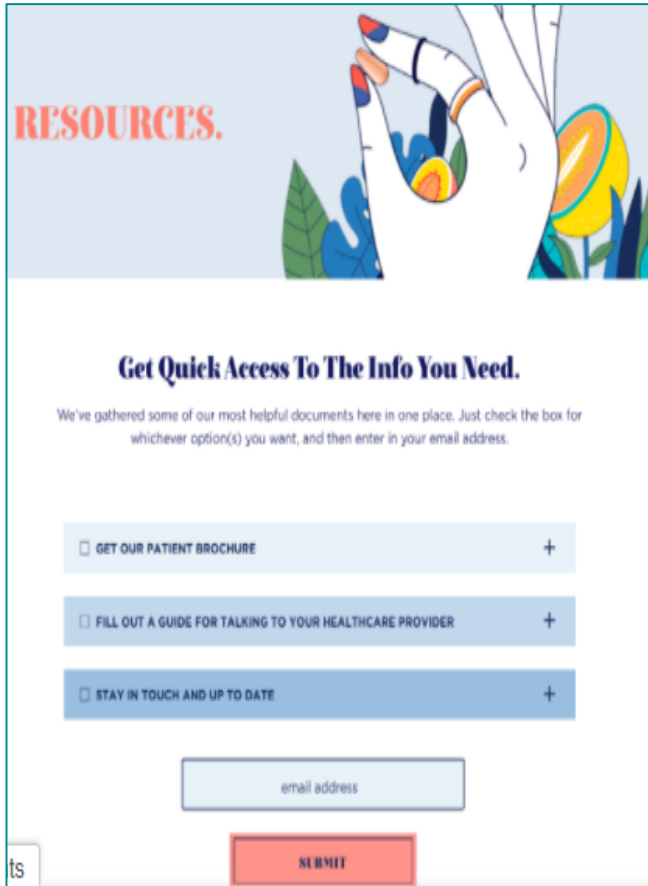 RESOURCES.
Get Quick Access To The Info You Need.
We've gathered some of our most helpful documents here in one place. Just check the box for
whichever option(s) you want, and then enter in your email address.
GET OUR PATIENT BROCHURE +
FILL OUT A GUIDE FOR TALKING TO YOUR HEALTHCARE PROVIDER +
STAY IN TOUCH AND UP TO DATE +
email address
SUBMIT
ts